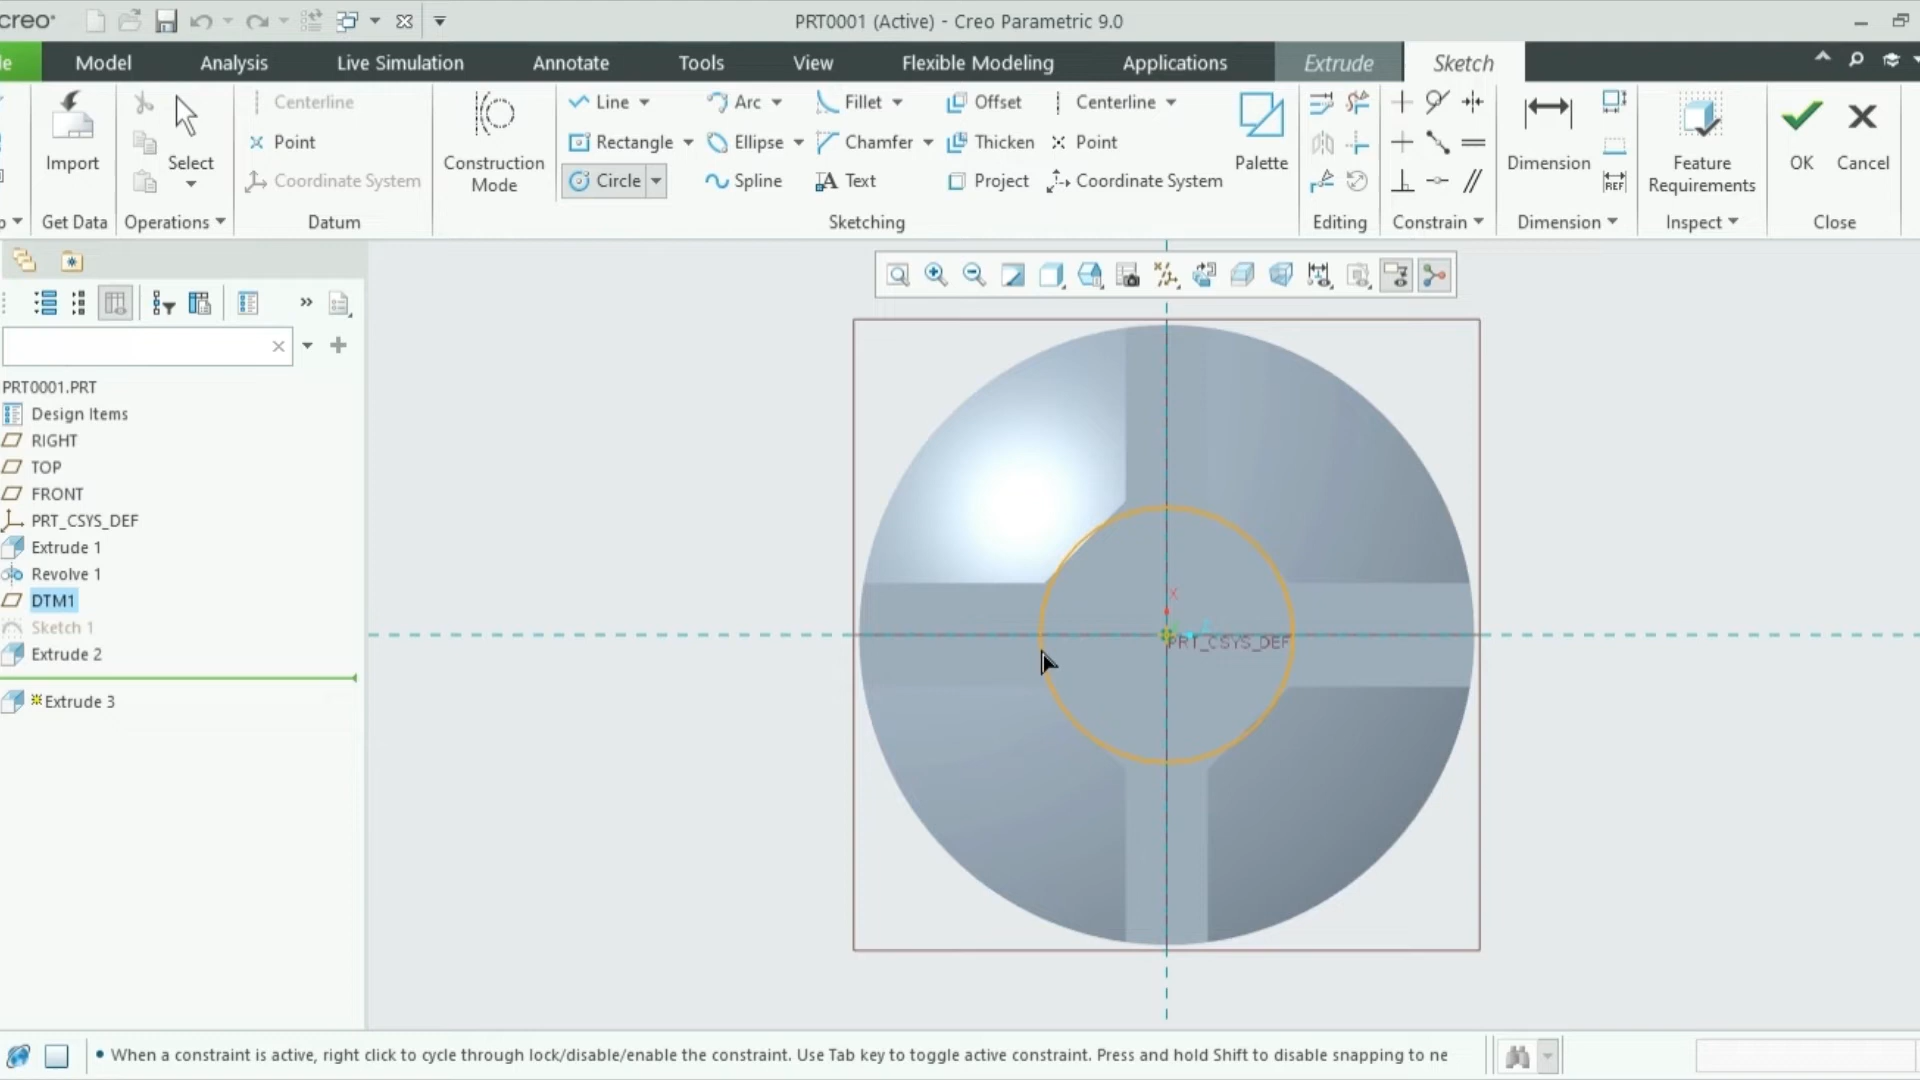 creo°
PRT0001 (Active) - Creo Parametric 9.0
Model
Analysis
Live Simulation
Annotate
Tools
View
Flexible Modeling
Applications
Extrude
Sketch
Import
Get Data
Select
Operations
Centerline
Point
Coordinate System
Datum
Construction
Mode
Line
Rectangle
Circle
Arc
Ellipse
Spline
Fillet
Chamfer
Text
Offset
Thicken
Project
Centerline
Point
Coordinate System
Sketching
Palette
Editing
Constrain
Dimension
REF
Dimension
Feature
Requirements
Inspect
OK
Cancel
Close
PRT0001.PRT
Design Items
RIGHT
TOP
FRONT
PRT_CSYS_DEF
Extrude 1
Revolve 1
DTM1
Sketch 1
Extrude 2
Extrude 3
X
PRT_CSYS_DEF
• When a constraint is active, right click to cycle through lock/disable/enable the constraint. Use Tab key to toggle active constraint. Press and hold Shift to disable snapping to ne